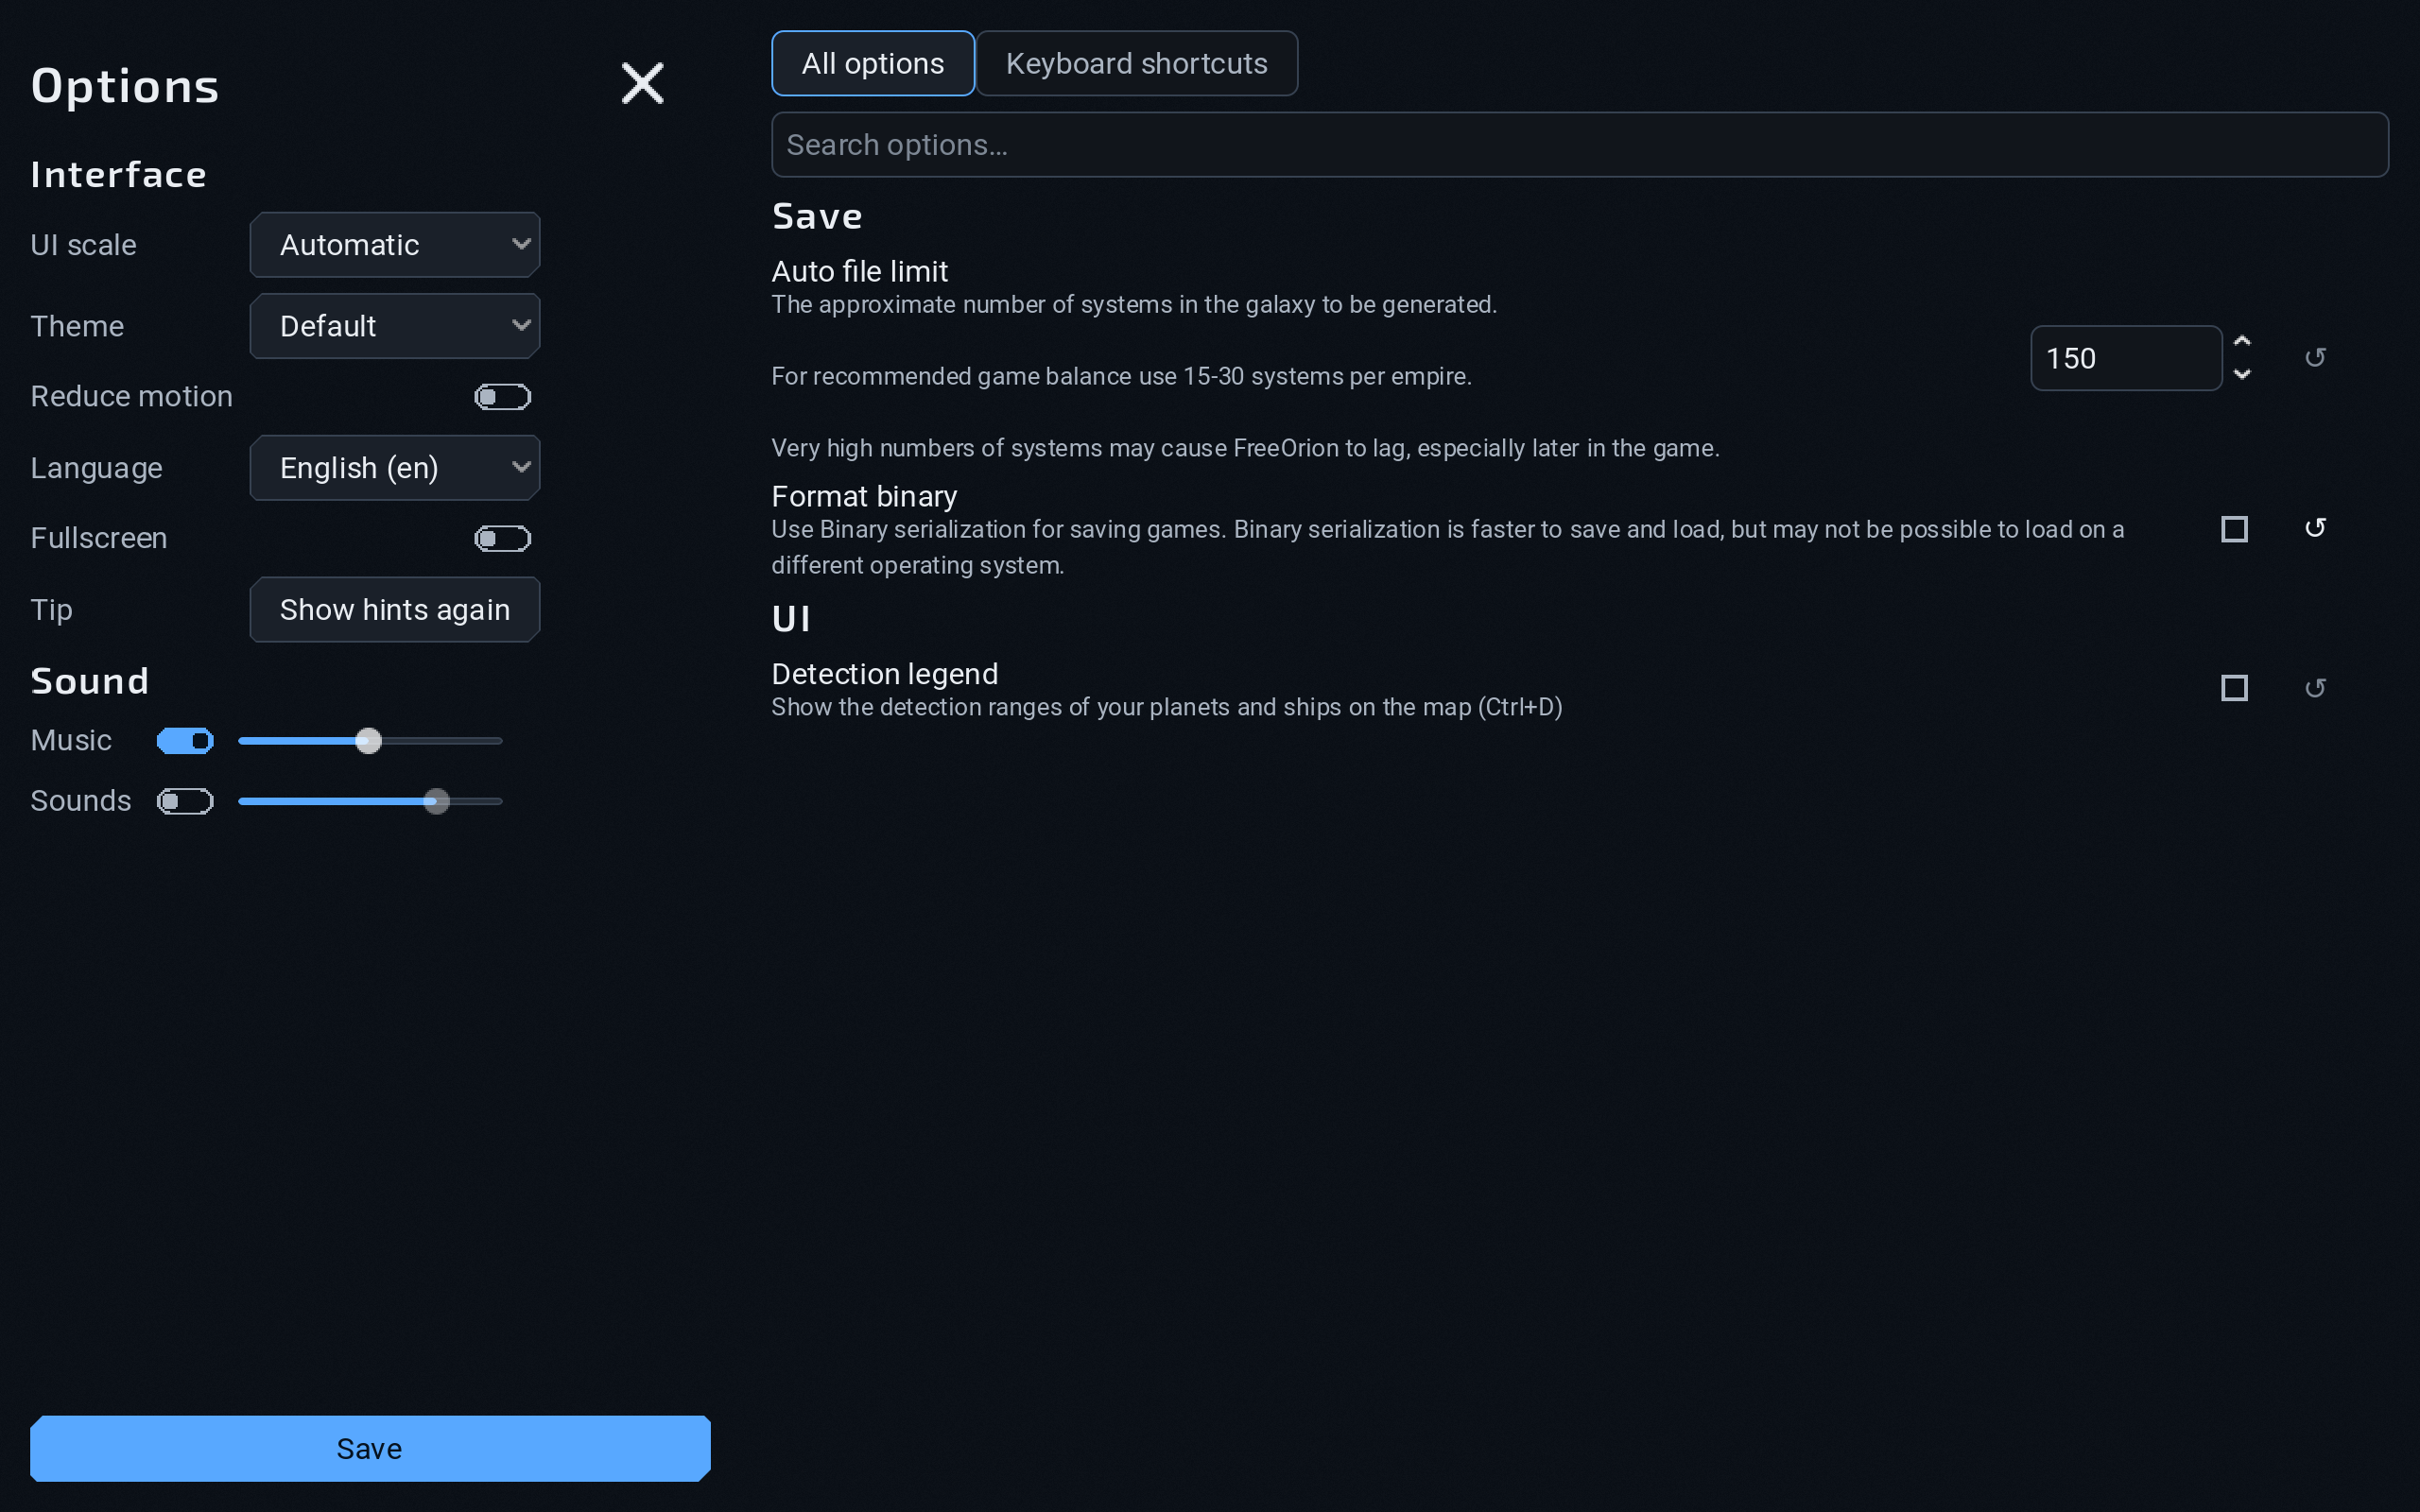 Options
Interface
UI scale
Automatic
Theme
Default
Reduce motion
Language
English (en)
Fullscreen
Tip
Show hints again
Sound
Music
Sounds
Save
All options
Keyboard shortcuts
Search options…
Save
Auto file limit
The approximate number of systems in the galaxy to be generated.
For recommended game balance use 15-30 systems per empire.
Very high numbers of systems may cause FreeOrion to lag, especially later in the game.
150
Format binary
Use Binary serialization for saving games. Binary serialization is faster to save and load, but may not be possible to load on a
different operating system.
UI
Detection legend
Show the detection ranges of your planets and ships on the map (Ctrl+D)